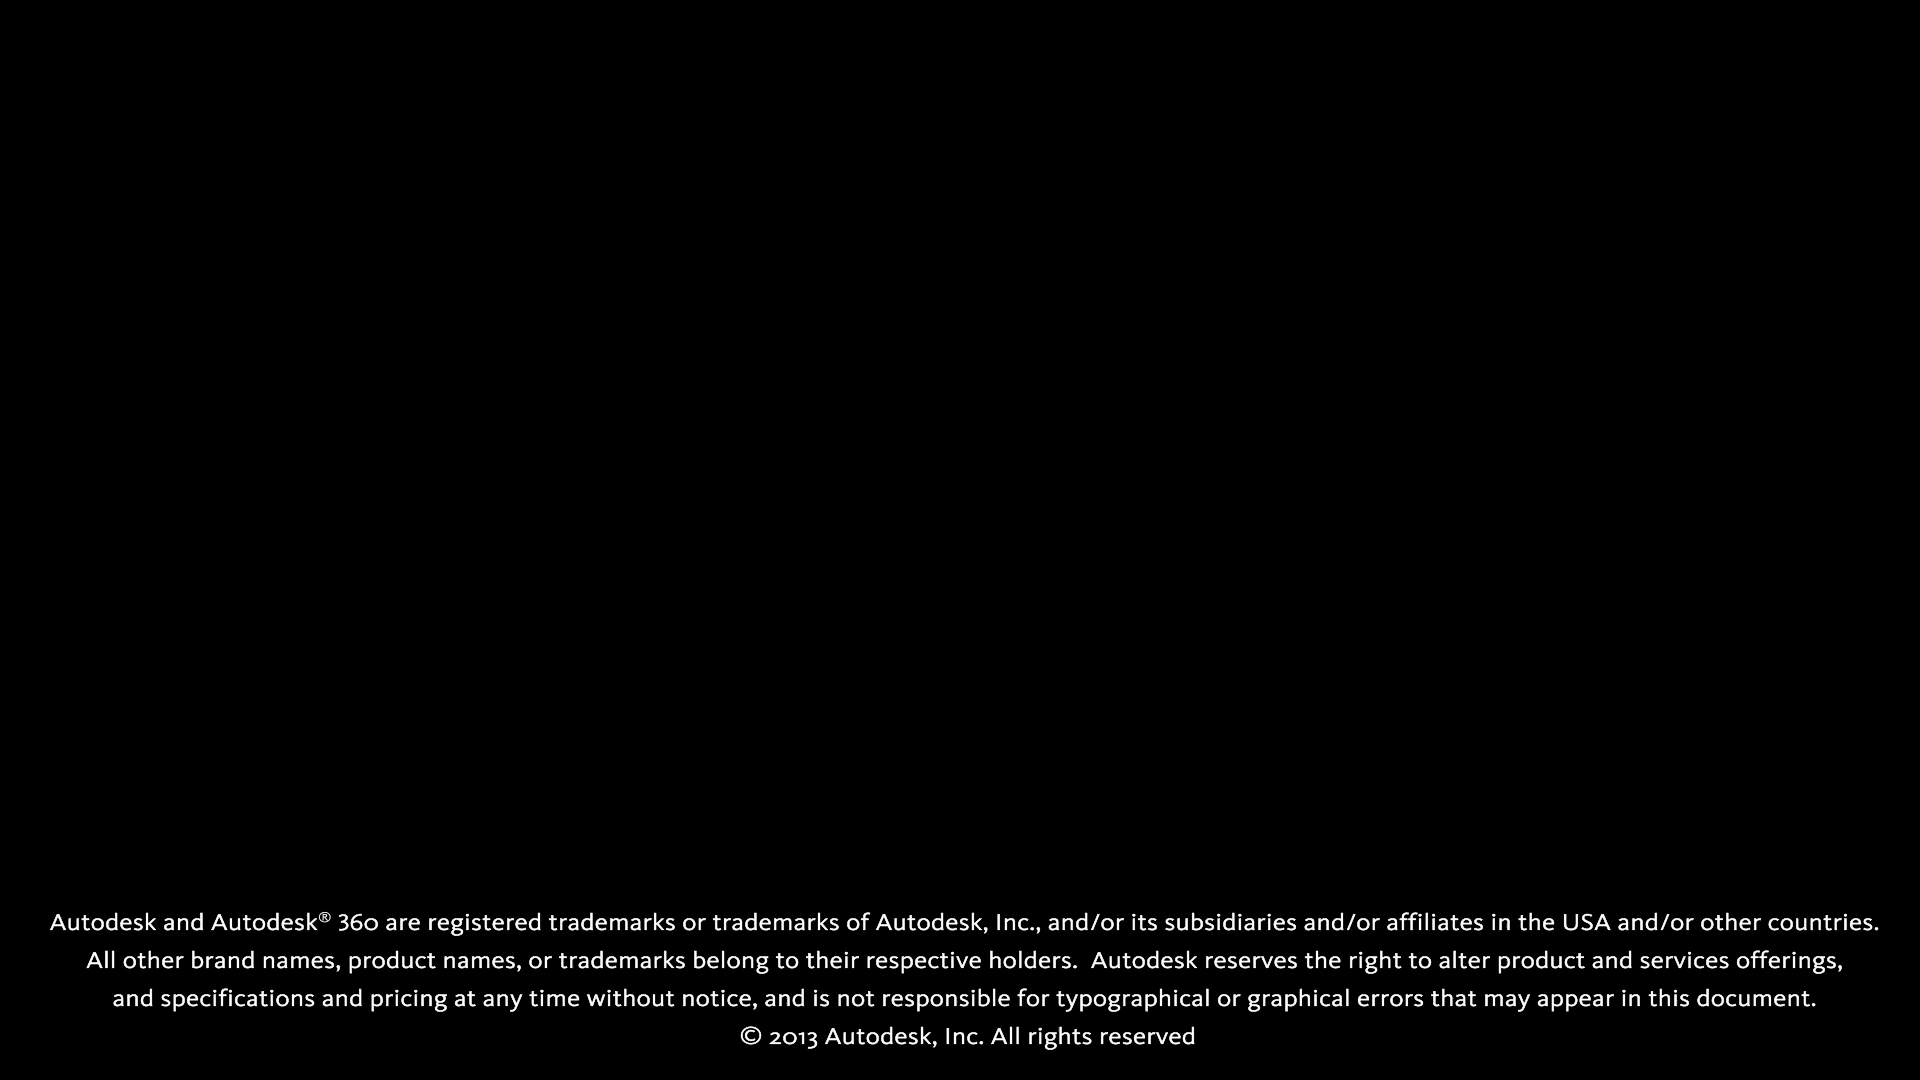 Autodesk and Autodesk® 360 are registered trademarks or trademarks of Autodesk, Inc., and/or its subsidiaries and/or affiliates in the USA and/or other countries.
All other brand names, product names, or trademarks belong to their respective holders.  Autodesk reserves the right to alter product and services offerings,
and specifications and pricing at any time without notice, and is not responsible for typographical or graphical errors that may appear in this document.
© 2013 Autodesk, Inc. All rights reserved